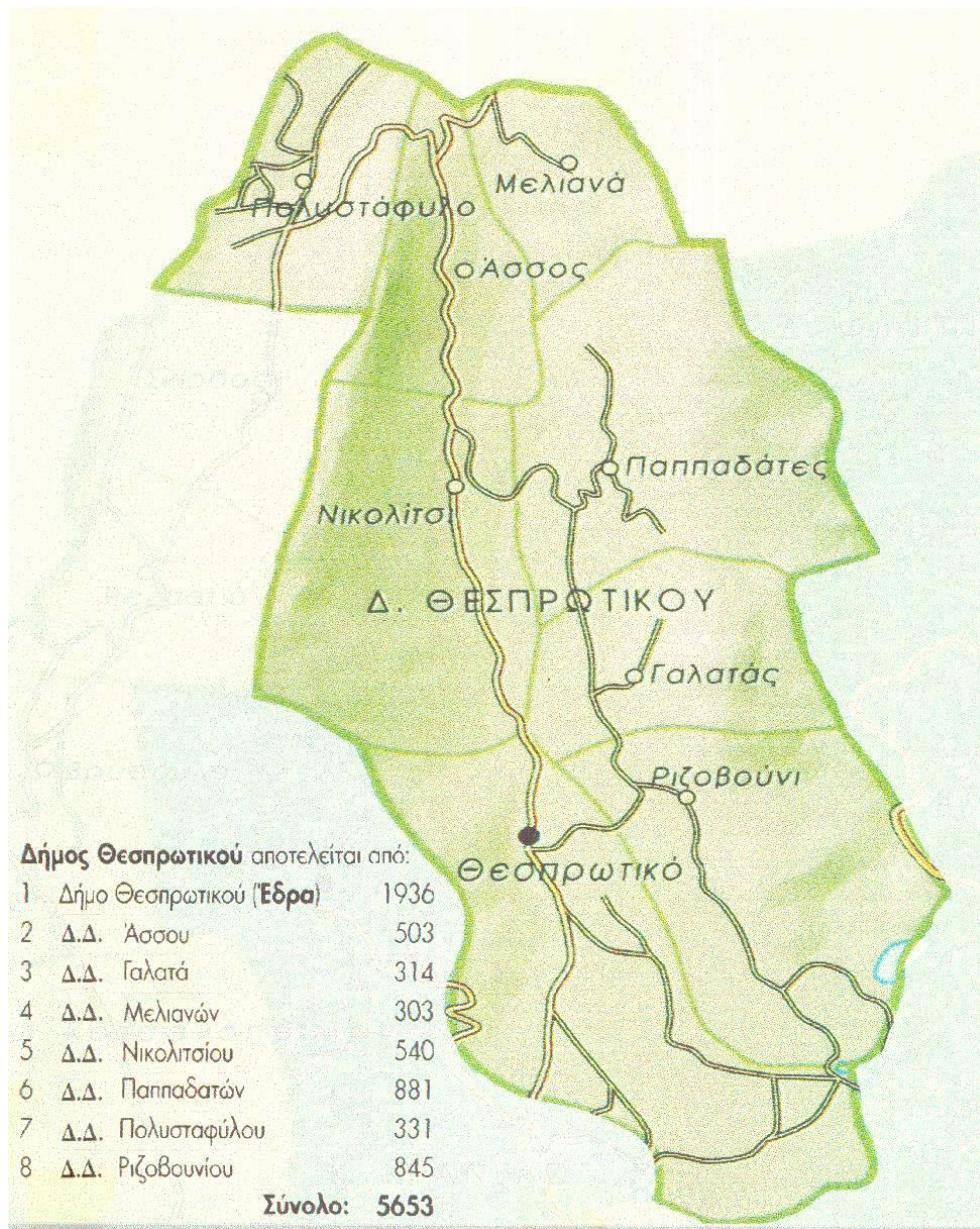 Μελιανά
Πολυστάφυλο
Άσσος
Παππαδάτες
Νικολίτσι
Δ. ΘΕΣΠΡΩΤΙΚΟΥ
Γαλατάς
Ριζοβούνι
Θεσπρωτικό
Δήμος Θεσπρωτικού αποτελείται από:
1 Δήμο Θεσπρωτικού (Έδρα) 1936
2 Δ.Δ. Άσσου 503
3 Δ.Δ. Γαλατά 314
4 Δ.Δ. Μελιανών 303
5 Δ.Δ. Νικολιτσίου 540
6 Δ.Δ. Παππαδατών 881
7 Δ.Δ. Πολυσταφύλου 331
8 Δ.Δ. Ριζοβουνίου 845
Σύνολο: 5653